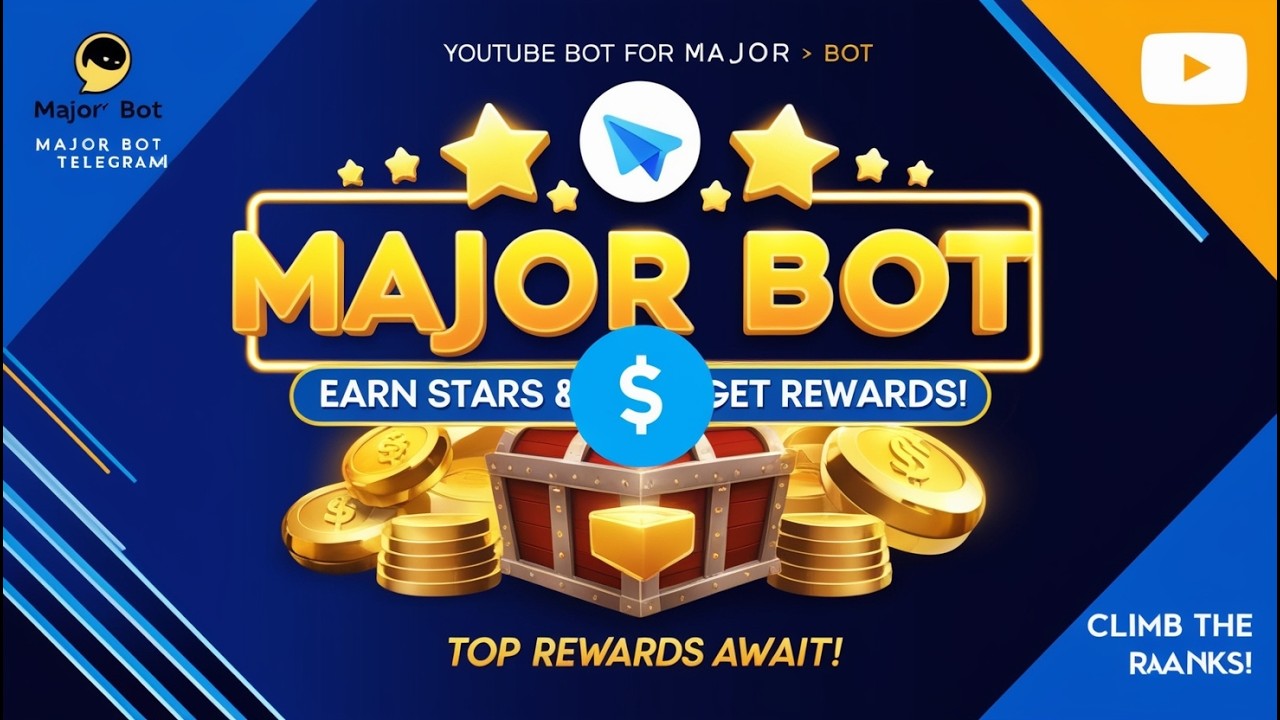 YOUTUBE BOT FOR MAJOR > BOT
Major' Bot
MAJOR BOT
TELEGRAM
MAJOR BOT
EARN STARS & GET REWARDS!
$
TOP REWARDS AWAIT!
CLIMB THE
RAANKS!